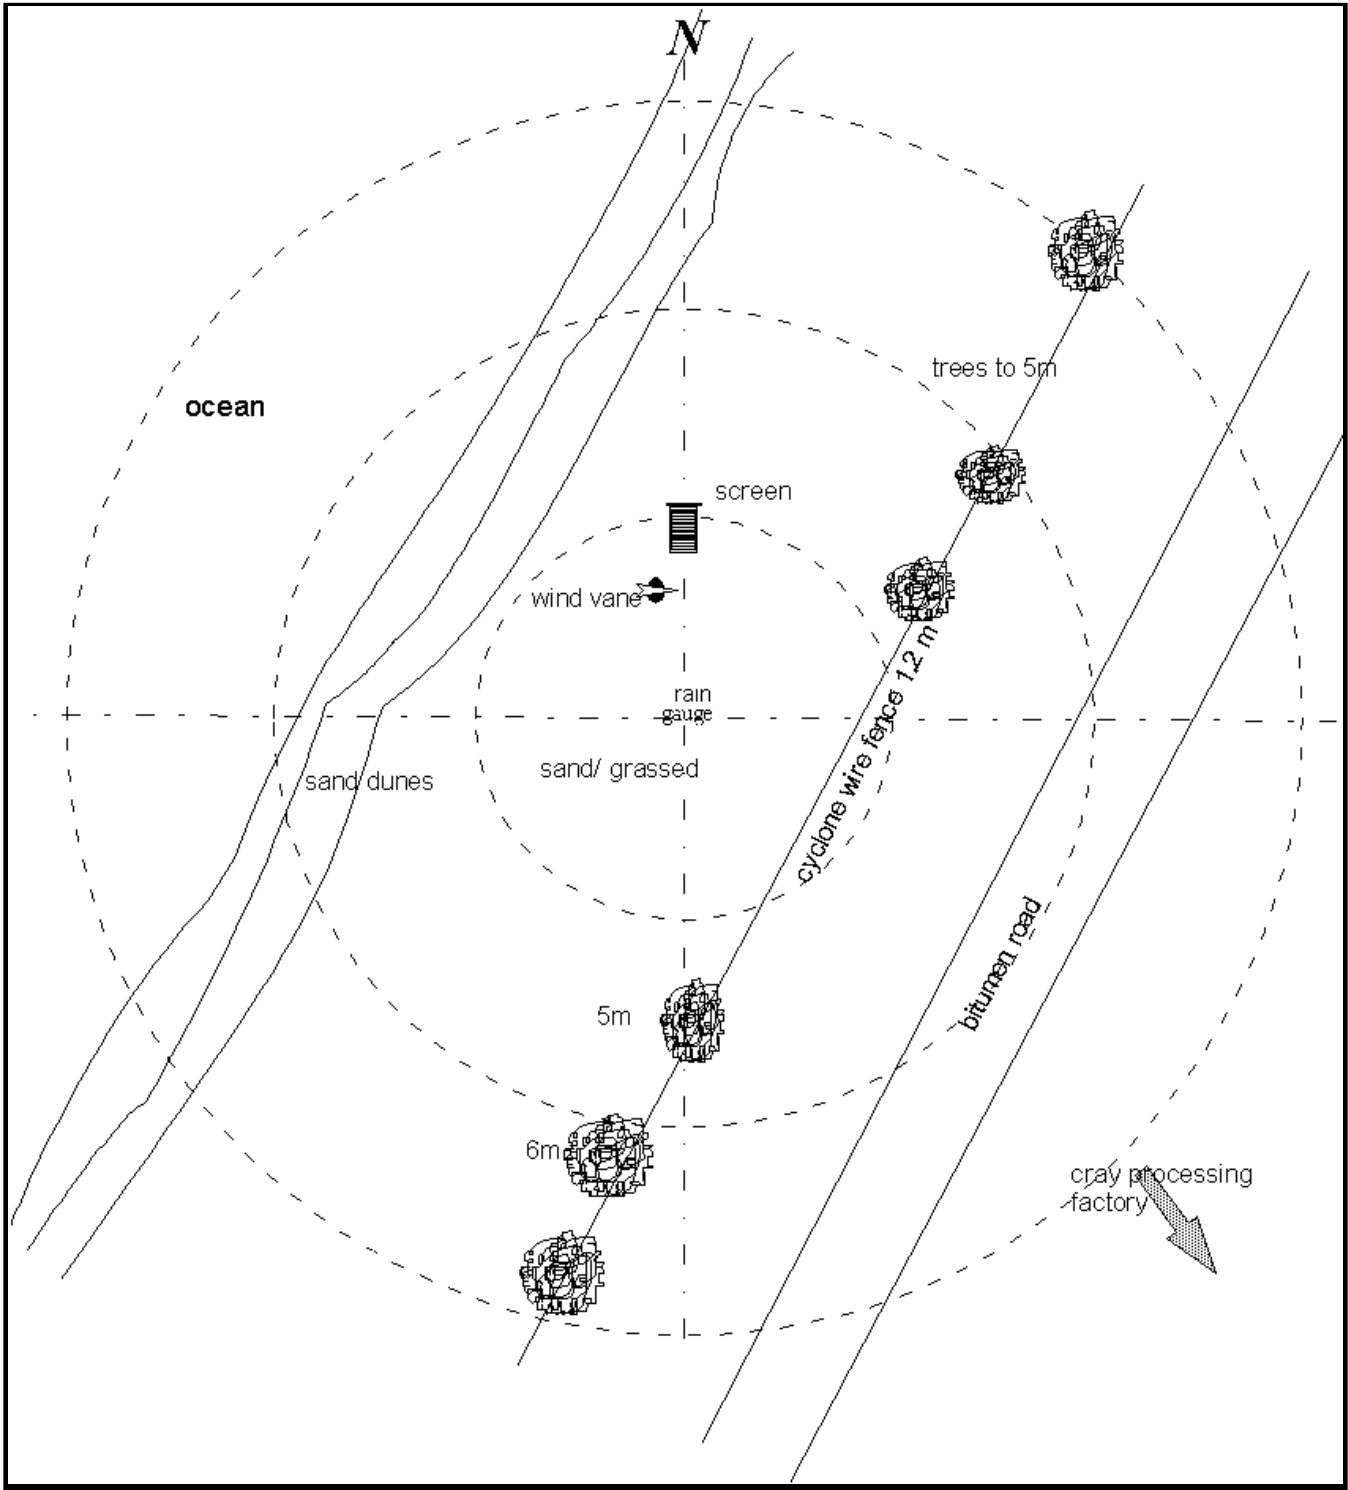 N
trees to 5m
ocean
screen
wind vane
rain
gauge
cyclone wire fence 1.2 m
sand/ grassed
sand dunes
bitumen road
5m
6m
cray processing
factory